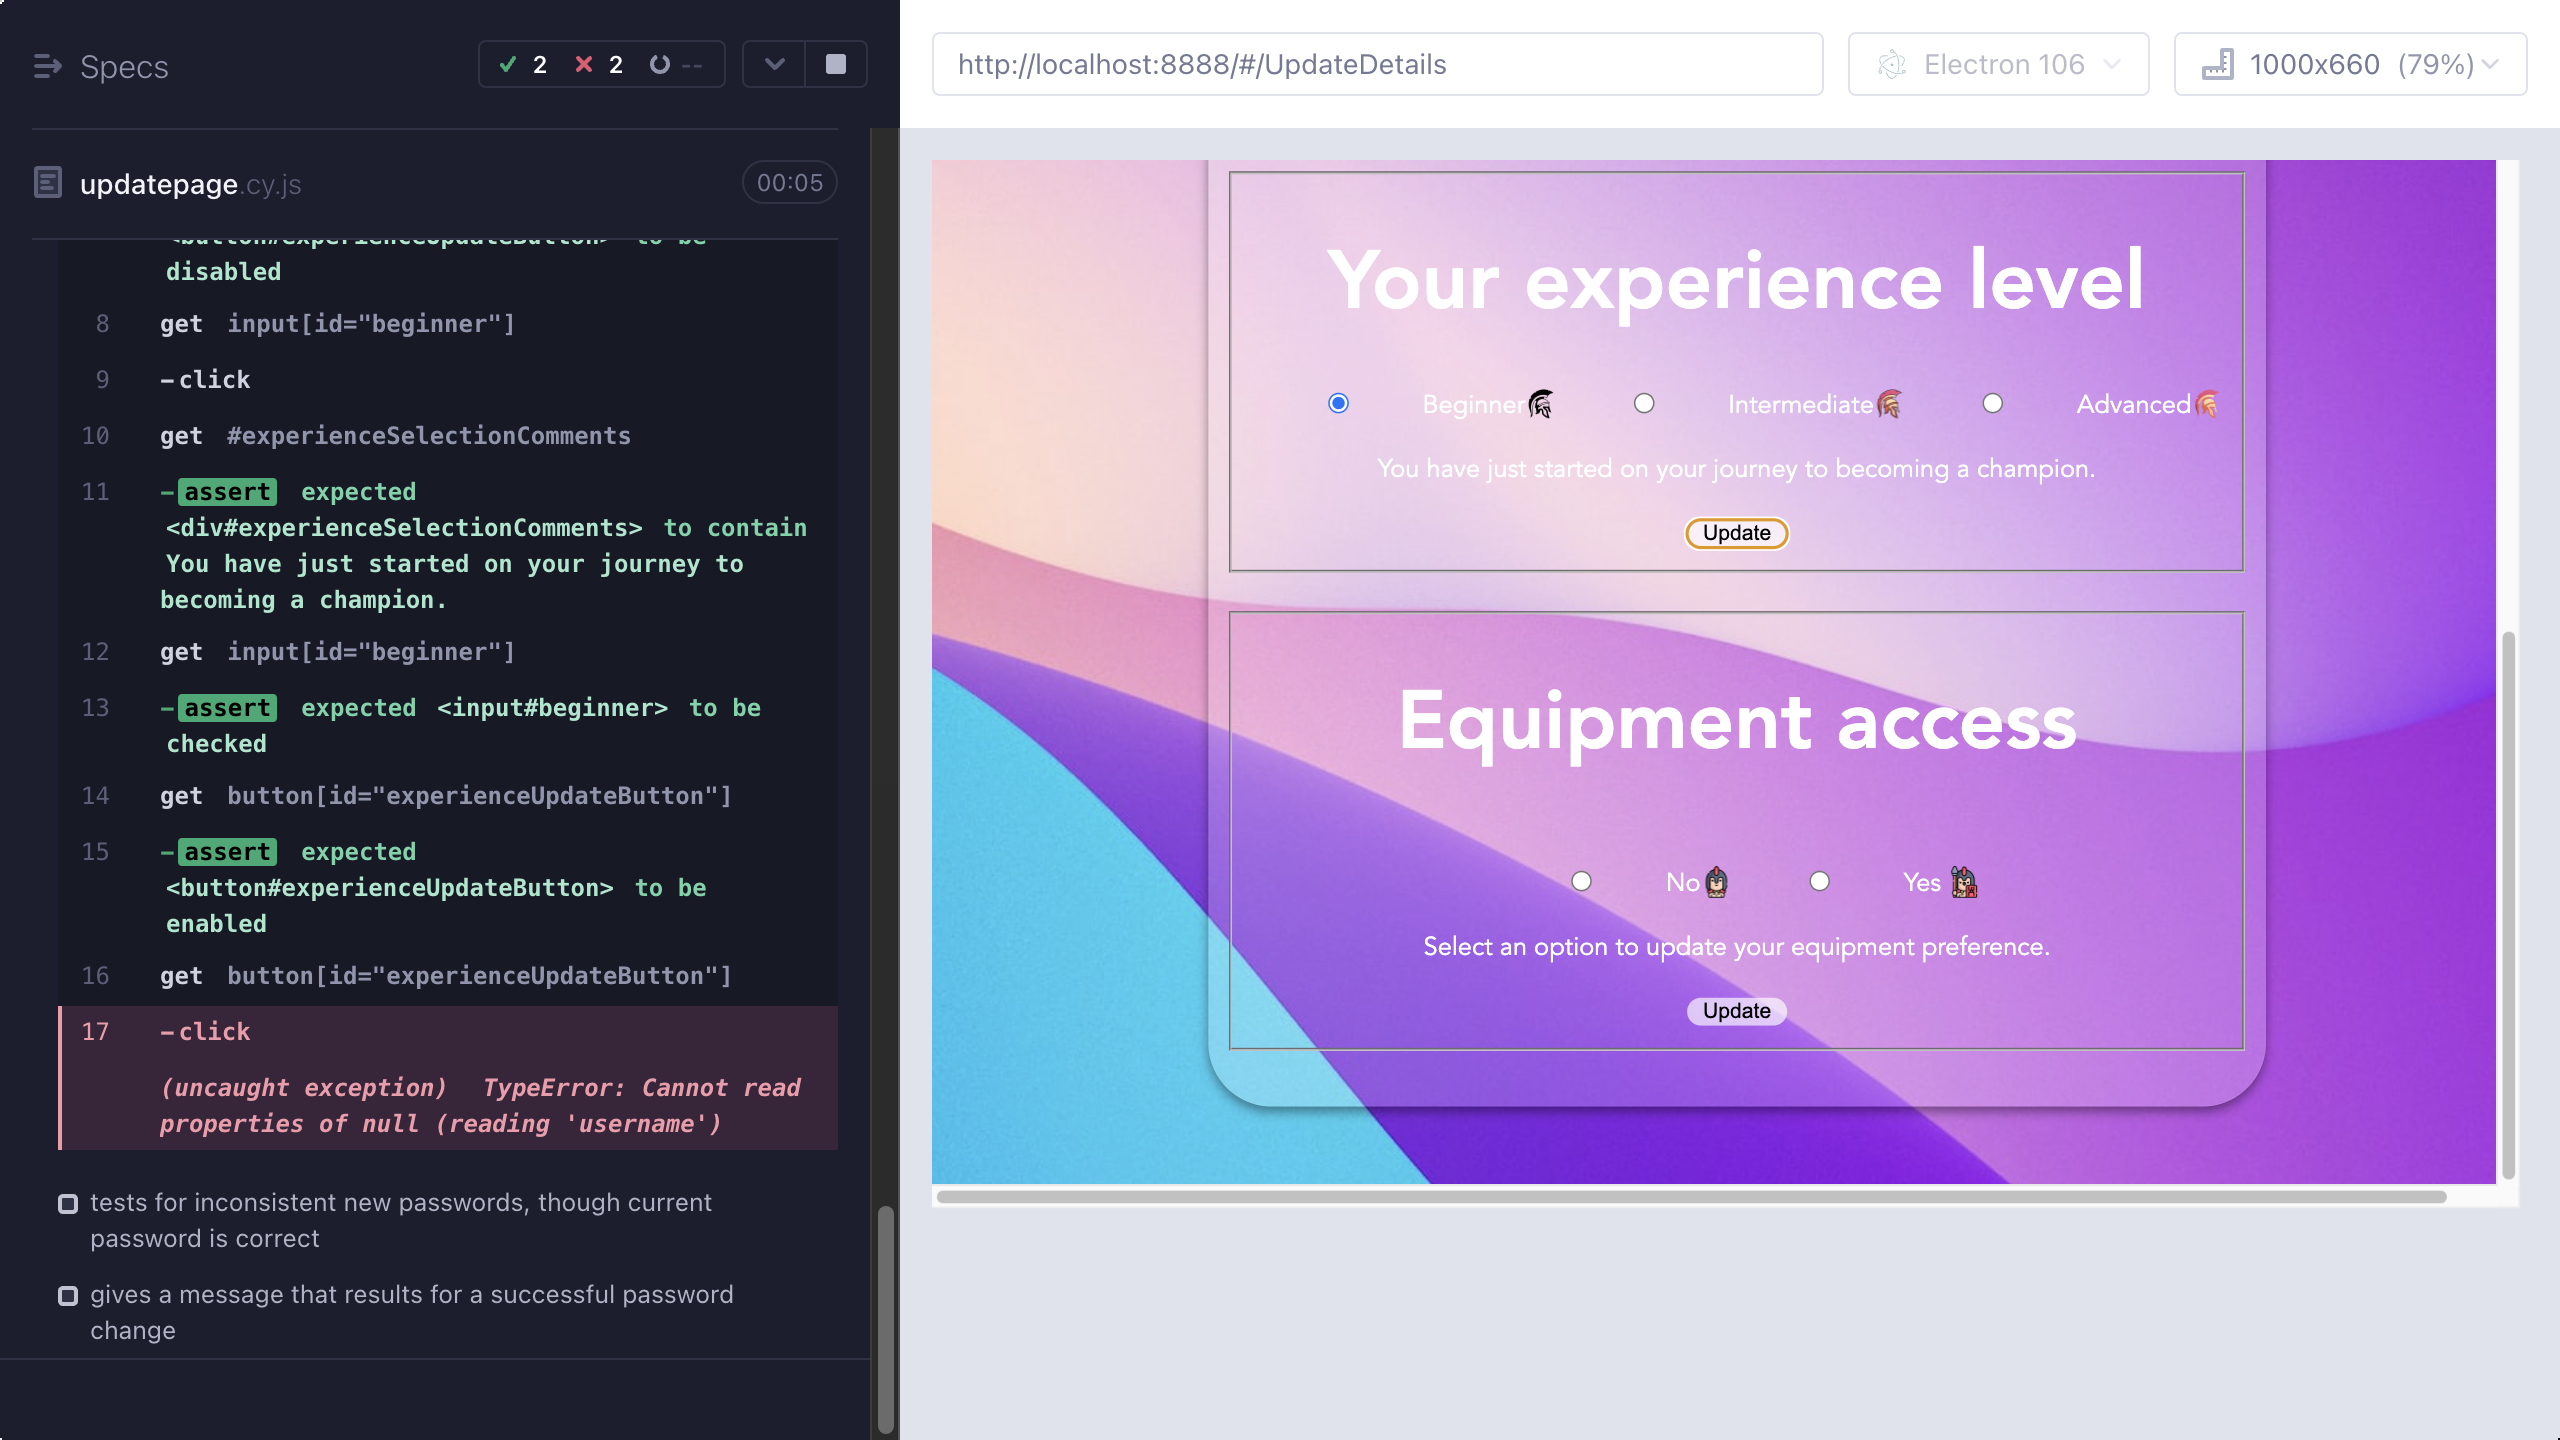 Specs
2
2
--
updatepage.cy.js
00:05
<button#experienceUpdateButton> to be
disabled
8 get input[id="beginner"]
9 -click
10 get #experienceSelectionComments
11 -assert expected
<div#experienceSelectionComments> to contain
You have just started on your journey to
becoming a champion.
12 get input[id="beginner"]
13 -assert expected <input#beginner> to be
checked
14 get button[id="experienceUpdateButton"]
15 -assert expected
<button#experienceUpdateButton> to be
enabled
16 get button[id="experienceUpdateButton"]
17 -click
(uncaught exception) TypeError: Cannot read
properties of null (reading 'username')
tests for inconsistent new passwords, though current
password is correct
gives a message that results for a successful password
change
http://localhost:8888/#/UpdateDetails
Electron 106
1000x660 (79%)
Your experience level
Beginner
Intermediate
Advanced
You have just started on your journey to becoming a champion.
Update
Equipment access
No
Yes
Select an option to update your equipment preference.
Update